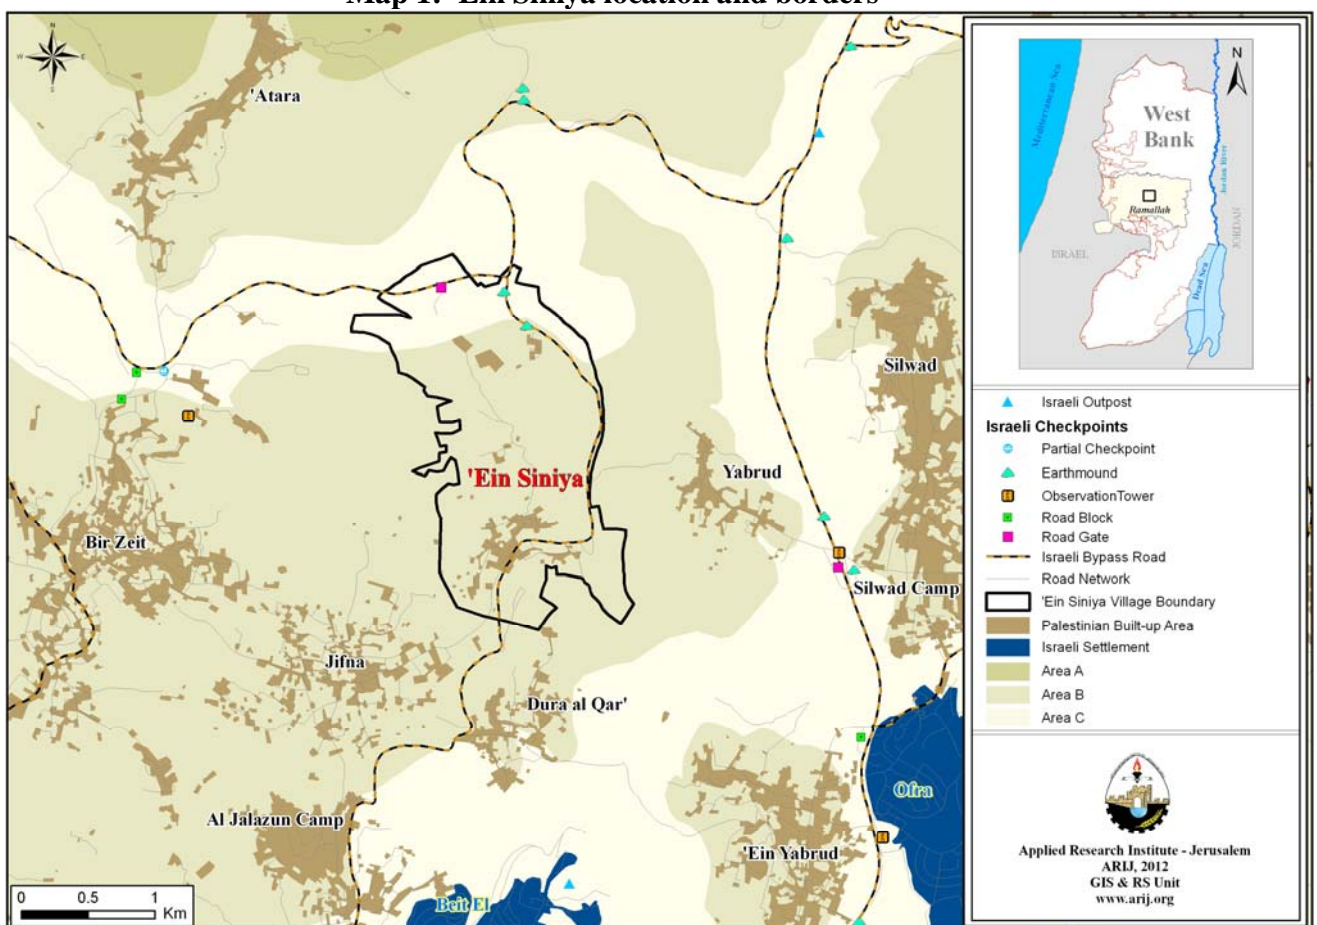 Map 1: 'Ein Siniya location and borders
N
W
E
S
'Atara
Silwad
Yabrud
'Ein Siniya
Bir Zeit
Silwad Camp
Jifna
Dura al Qar'
Ofra
Al Jalazun Camp
'Ein Yabrud
Beit El
0 0.5 1
Km
N
Mediterranean Sea
West
Bank
Jordan River
Ramallah
ISRAEL
JORDAN
Dead Sea
Israeli Outpost
Israeli Checkpoints
Partial Checkpoint
Earthmound
ObservationTower
Road Block
Road Gate
Israeli Bypass Road
Road Network
'Ein Siniya Village Boundary
Palestinian Built-up Area
Israeli Settlement
Area A
Area B
Area C
Applied Research Institute - Jerusalem
ARIJ, 2012
GIS & RS Unit
www.arij.org